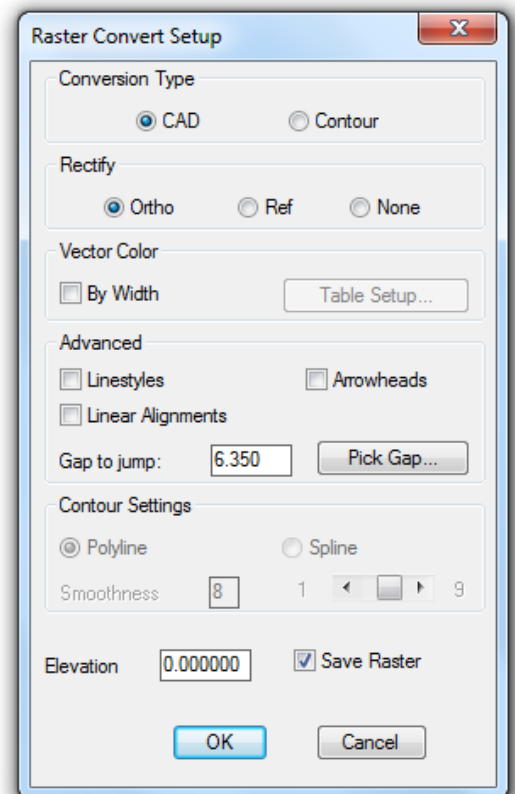 Raster Convert Setup
Conversion Type
CAD Contour
Rectify
Ortho Ref None
Vector Color
By Width Table Setup...
Advanced
Linestyles Arrowheads
Linear Alignments
Gap to jump: 6.350 Pick Gap...
Contour Settings
Polyline Spline
Smoothness 8 1 9
Elevation 0.000000 Save Raster
OK Cancel